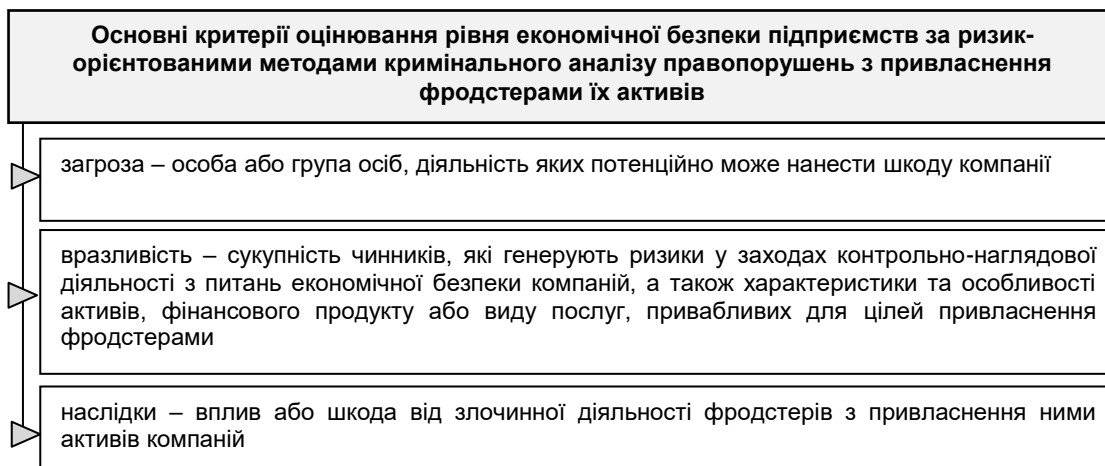 Основні критерії оцінювання рівня економічної безпеки підприємств за ризик-
орієнтованими методами кримінального аналізу правопорушень з привласнення
фродстерами їх активів
загроза – особа або група осіб, діяльність яких потенційно може нанести шкоду компанії
вразливість – сукупність чинників, які генерують ризики у заходах контрольно-наглядової
діяльності з питань економічної безпеки компаній, а також характеристики та особливості
активів, фінансового продукту або виду послуг, привабливих для цілей привласнення
фродстерами
наслідки – вплив або шкода від злочинної діяльності фродстерів з привласнення ними
активів компаній